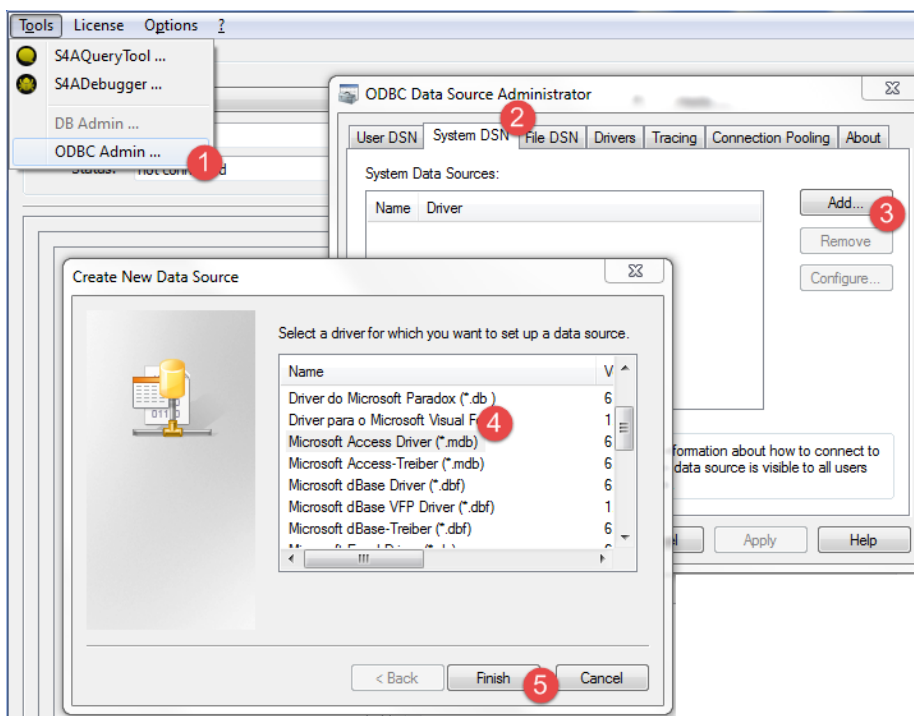 Tools License Options ?
S4AQueryTool ...
S4ADebugger ...
DB Admin ...
ODBC Admin ...
1
Status: not connected
ODBC Data Source Administrator
2
User DSN System DSN File DSN Drivers Tracing Connection Pooling About
System Data Sources:
Name Driver
Add...
3
Remove
Configure...
formation about how to connect to
data source is visible to all users
Apply Help
Create New Data Source
Select a driver for which you want to set up a data source.
Name V
Driver do Microsoft Paradox (*.db ) 6
Driver para o Microsoft Visual 1
4
Microsoft Access Driver (*.mdb) 6
Microsoft Access-Treiber (*.mdb) 6
Microsoft dBase Driver (*.dbf) 6
Microsoft dBase VFP Driver (*.dbf) 1
Microsoft dBase-Treiber (*.dbf) 6
< Back Finish Cancel
5